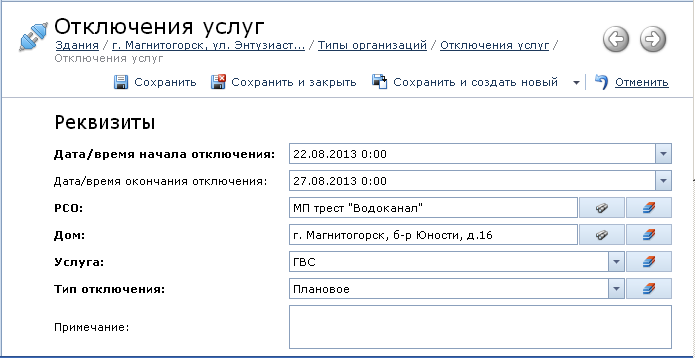 Отключения услуг
Здания / г. Магнитогорск, ул. Энтузиаст... / Типы организаций / Отключения услуг /
Отключения услуг
Сохранить Сохранить и закрыть Сохранить и создать новый Отменить
Реквизиты
Дата/время начала отключения: 22.08.2013 0:00
Дата/время окончания отключения: 27.08.2013 0:00
РСО: МП трест "Водоканал"
Дом: г. Магнитогорск, б-р Юности, д.16
Услуга: ГВС
Тип отключения: Плановое
Примечание: